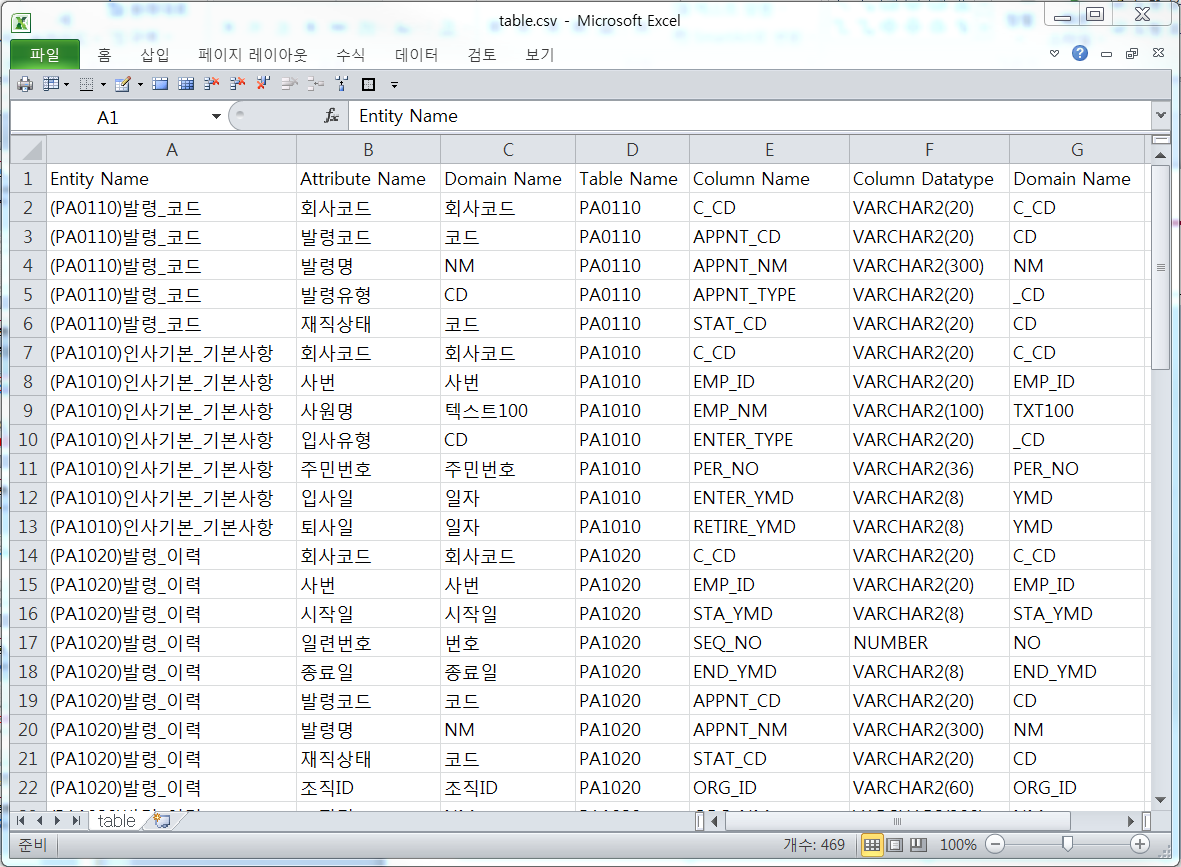 table.csv - Microsoft Excel
파일 홈 삽입 페이지 레이아웃 수식 데이터 검토 보기
A1 fx Entity Name
A B C D E F G
1 Entity Name Attribute Name Domain Name Table Name Column Name Column Datatype Domain Name
2 (PA0110)발령_코드 회사코드 회사코드 PA0110 C_CD VARCHAR2(20) C_CD
3 (PA0110)발령_코드 발령코드 코드 PA0110 APPNT_CD VARCHAR2(20) CD
4 (PA0110)발령_코드 발령명 NM PA0110 APPNT_NM VARCHAR2(300) NM
5 (PA0110)발령_코드 발령유형 CD PA0110 APPNT_TYPE VARCHAR2(20) _CD
6 (PA0110)발령_코드 재직상태 코드 PA0110 STAT_CD VARCHAR2(20) CD
7 (PA1010)인사기본_기본사항 회사코드 회사코드 PA1010 C_CD VARCHAR2(20) C_CD
8 (PA1010)인사기본_기본사항 사번 사번 PA1010 EMP_ID VARCHAR2(20) EMP_ID
9 (PA1010)인사기본_기본사항 사원명 텍스트100 PA1010 EMP_NM VARCHAR2(100) TXT100
10 (PA1010)인사기본_기본사항 입사유형 CD PA1010 ENTER_TYPE VARCHAR2(20) _CD
11 (PA1010)인사기본_기본사항 주민번호 주민번호 PA1010 PER_NO VARCHAR2(36) PER_NO
12 (PA1010)인사기본_기본사항 입사일 일자 PA1010 ENTER_YMD VARCHAR2(8) YMD
13 (PA1010)인사기본_기본사항 퇴사일 일자 PA1010 RETIRE_YMD VARCHAR2(8) YMD
14 (PA1020)발령_이력 회사코드 회사코드 PA1020 C_CD VARCHAR2(20) C_CD
15 (PA1020)발령_이력 사번 사번 PA1020 EMP_ID VARCHAR2(20) EMP_ID
16 (PA1020)발령_이력 시작일 시작일 PA1020 STA_YMD VARCHAR2(8) STA_YMD
17 (PA1020)발령_이력 일련번호 번호 PA1020 SEQ_NO NUMBER NO
18 (PA1020)발령_이력 종료일 종료일 PA1020 END_YMD VARCHAR2(8) END_YMD
19 (PA1020)발령_이력 발령코드 코드 PA1020 APPNT_CD VARCHAR2(20) CD
20 (PA1020)발령_이력 발령명 NM PA1020 APPNT_NM VARCHAR2(300) NM
21 (PA1020)발령_이력 재직상태 코드 PA1020 STAT_CD VARCHAR2(20) CD
22 (PA1020)발령_이력 조직ID 조직ID PA1020 ORG_ID VARCHAR2(60) ORG_ID
table
준비 개수: 469 100%